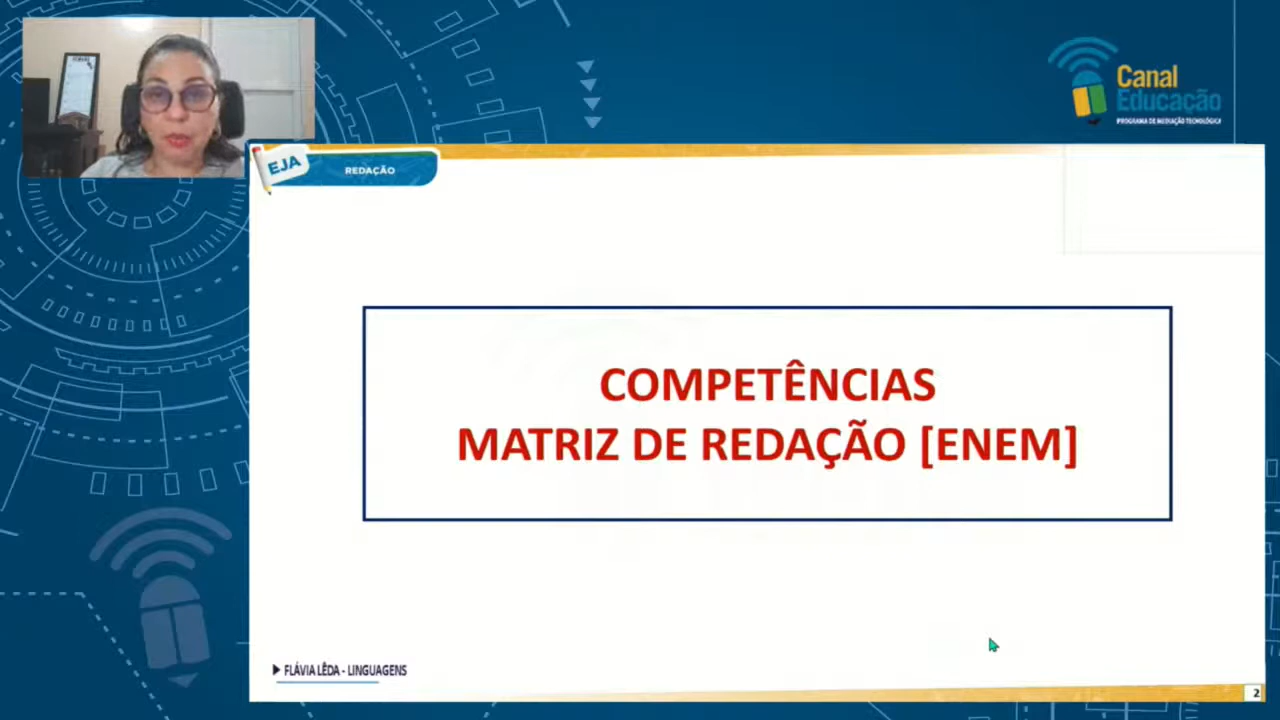 Canal
Educação
PROGRAMA DE MEDIAÇÃO TECNOLÓGICA
EJA
REDAÇÃO
COMPETÊNCIAS
MATRIZ DE REDAÇÃO [ENEM]
FLÁVIA LÊDA - LINGUAGENS
2